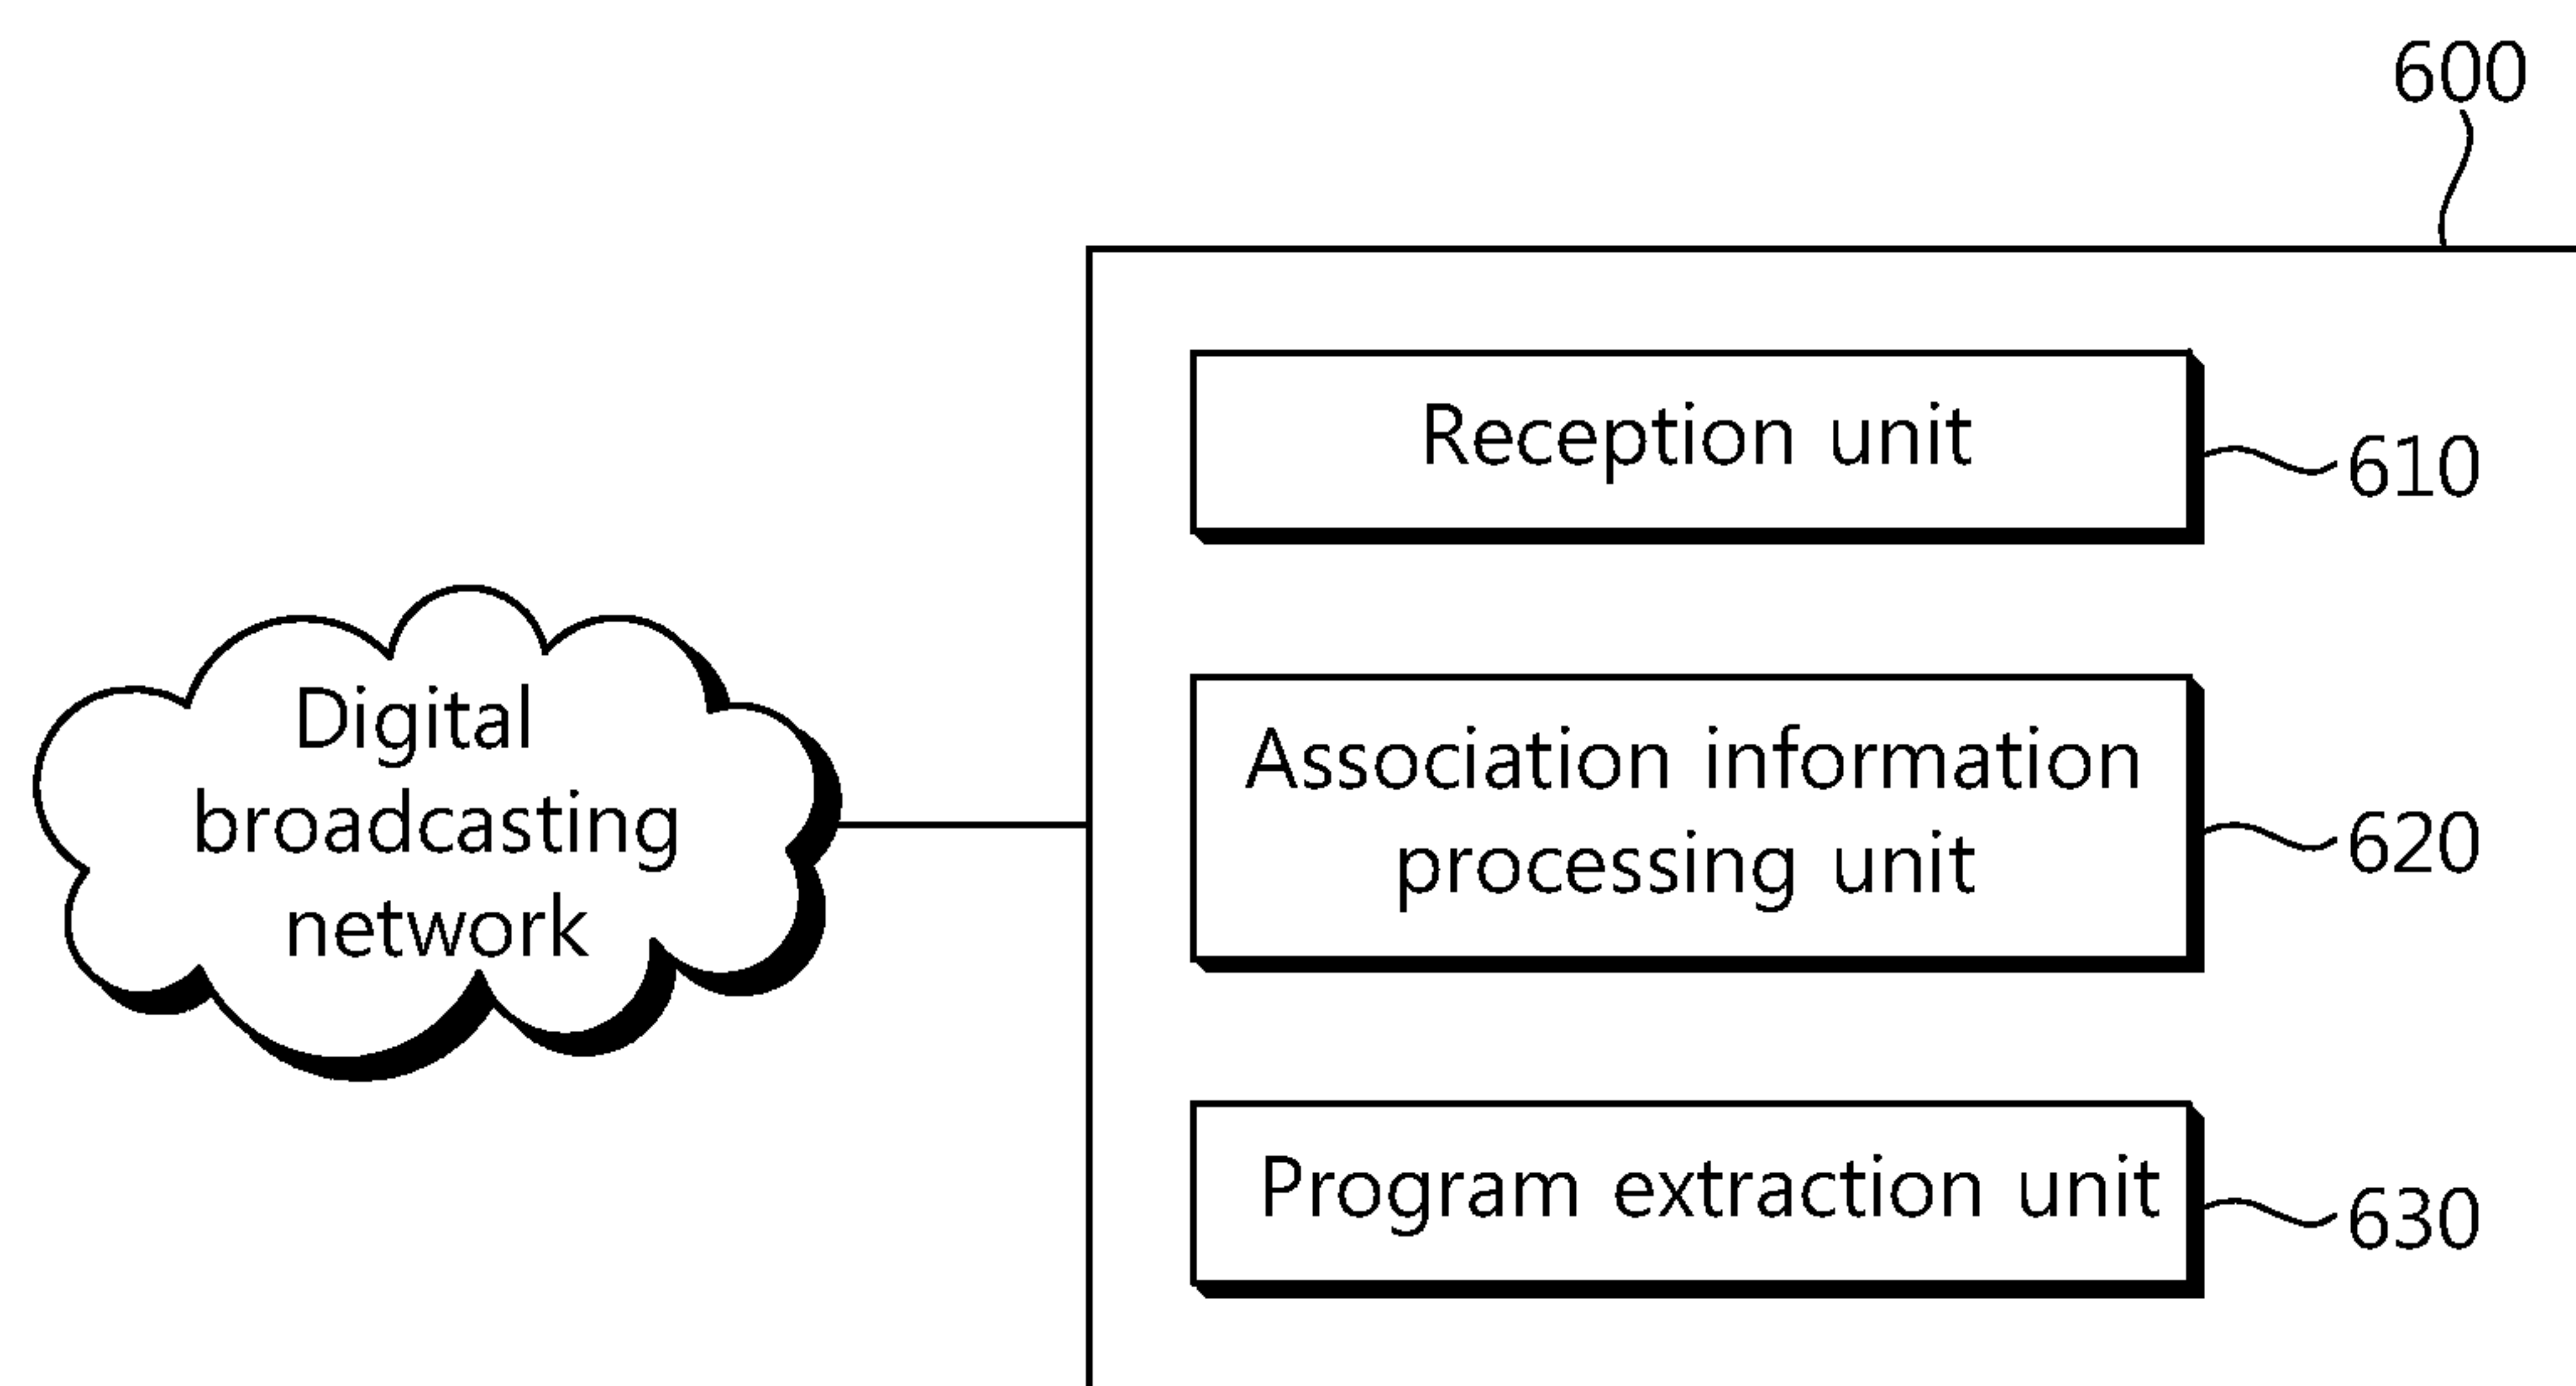 600
Reception unit
610
Digital
broadcasting
network
Association information
processing unit
620
Program extraction unit
630